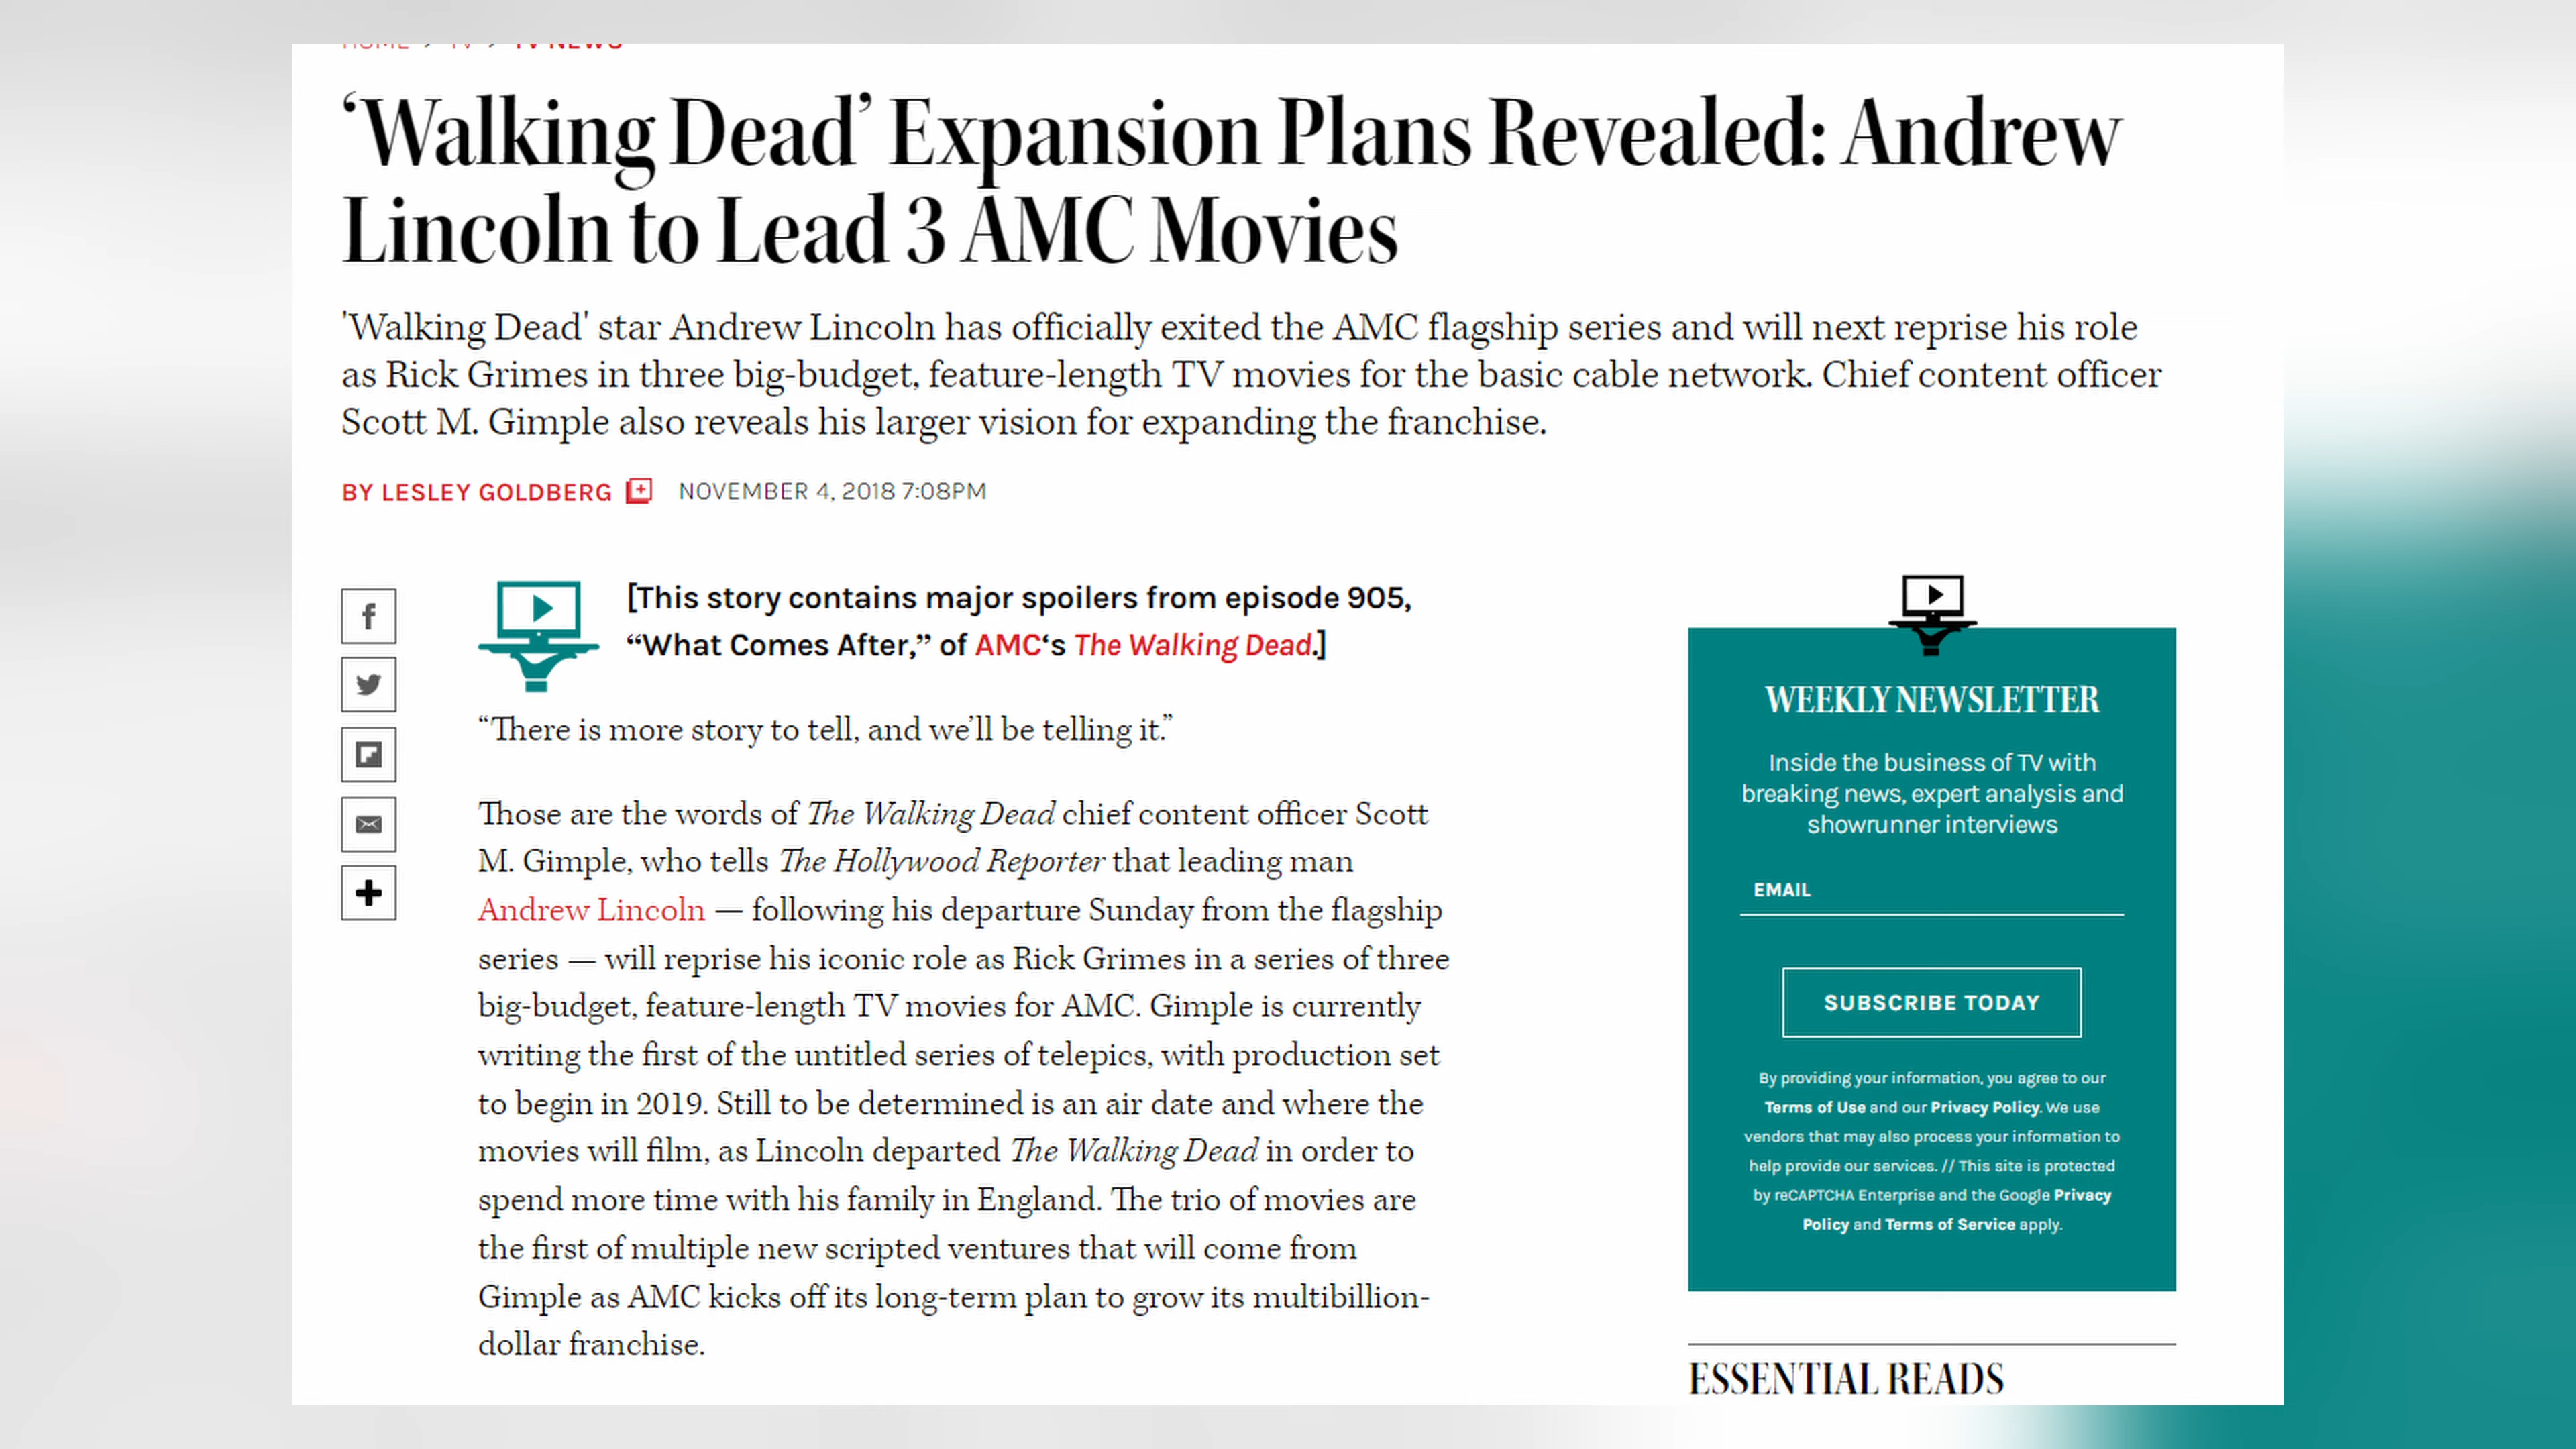 HOME > TV > TV NEWS
‘Walking Dead’ Expansion Plans Revealed: Andrew
Lincoln to Lead 3 AMC Movies
'Walking Dead' star Andrew Lincoln has officially exited the AMC flagship series and will next reprise his role
as Rick Grimes in three big-budget, feature-length TV movies for the basic cable network. Chief content officer
Scott M. Gimple also reveals his larger vision for expanding the franchise.
BY LESLEY GOLDBERG NOVEMBER 4, 2018 7:08PM
[This story contains major spoilers from episode 905,
“What Comes After,” of AMC‘s The Walking Dead.]
“There is more story to tell, and we’ll be telling it.”
Those are the words of The Walking Dead chief content officer Scott
M. Gimple, who tells The Hollywood Reporter that leading man
Andrew Lincoln — following his departure Sunday from the flagship
series — will reprise his iconic role as Rick Grimes in a series of three
big-budget, feature-length TV movies for AMC. Gimple is currently
writing the first of the untitled series of telepics, with production set
to begin in 2019. Still to be determined is an air date and where the
movies will film, as Lincoln departed The Walking Dead in order to
spend more time with his family in England. The trio of movies are
the first of multiple new scripted ventures that will come from
Gimple as AMC kicks off its long-term plan to grow its multibillion-
dollar franchise.
WEEKLY NEWSLETTER
Inside the business of TV with
breaking news, expert analysis and
showrunner interviews
EMAIL
SUBSCRIBE TODAY
By providing your information, you agree to our
Terms of Use and our Privacy Policy. We use
vendors that may also process your information to
help provide our services. // This site is protected
by reCAPTCHA Enterprise and the Google Privacy
Policy and Terms of Service apply.
ESSENTIAL READS